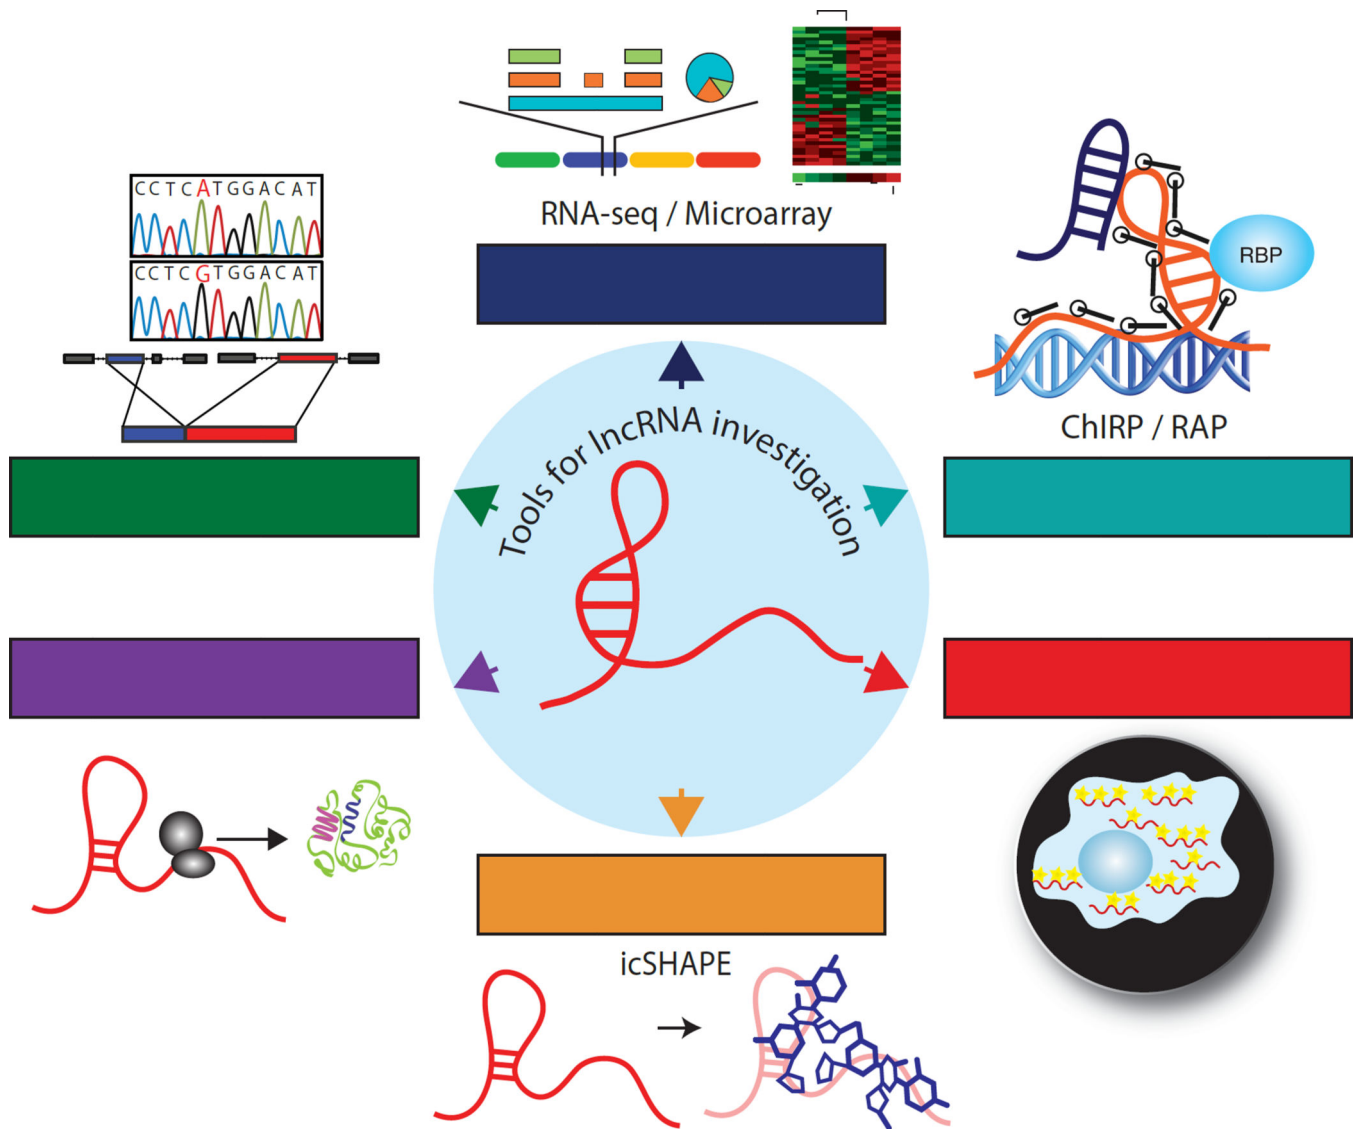 RNA-seq / Microarray
CCTCATGGACAT
CCTCGTGGACAT
RBP
ChIRP / RAP
Tools for lncRNA investigation
icSHAPE